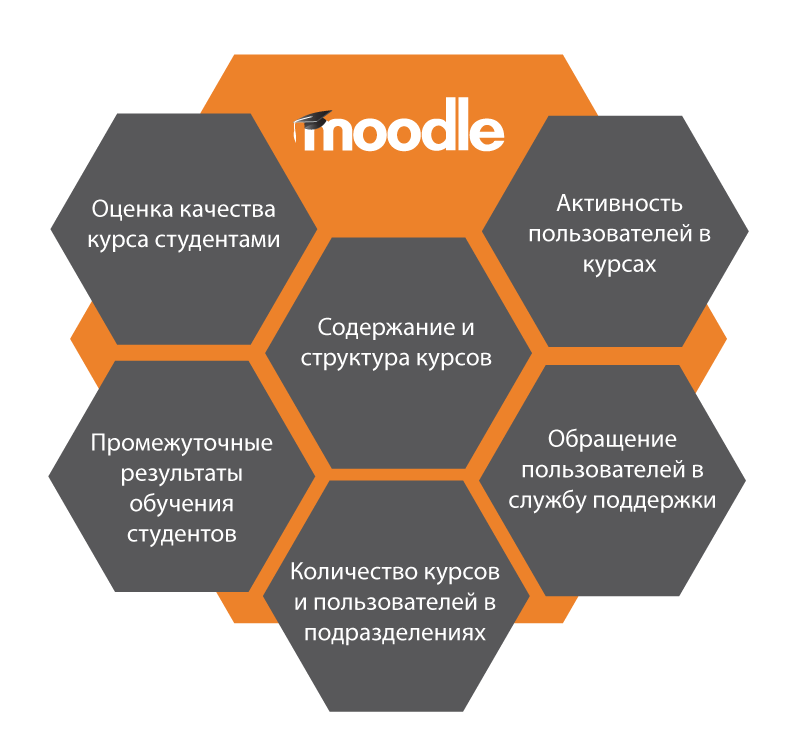 moodle
Оценка качества
курса студентами
Активность
пользователей в
курсах
Содержание и
структура курсов
Промежуточные
результаты
обучения
студентов
Обращение
пользователей в
службу поддержки
Количество курсов
и пользователей в
подразделениях